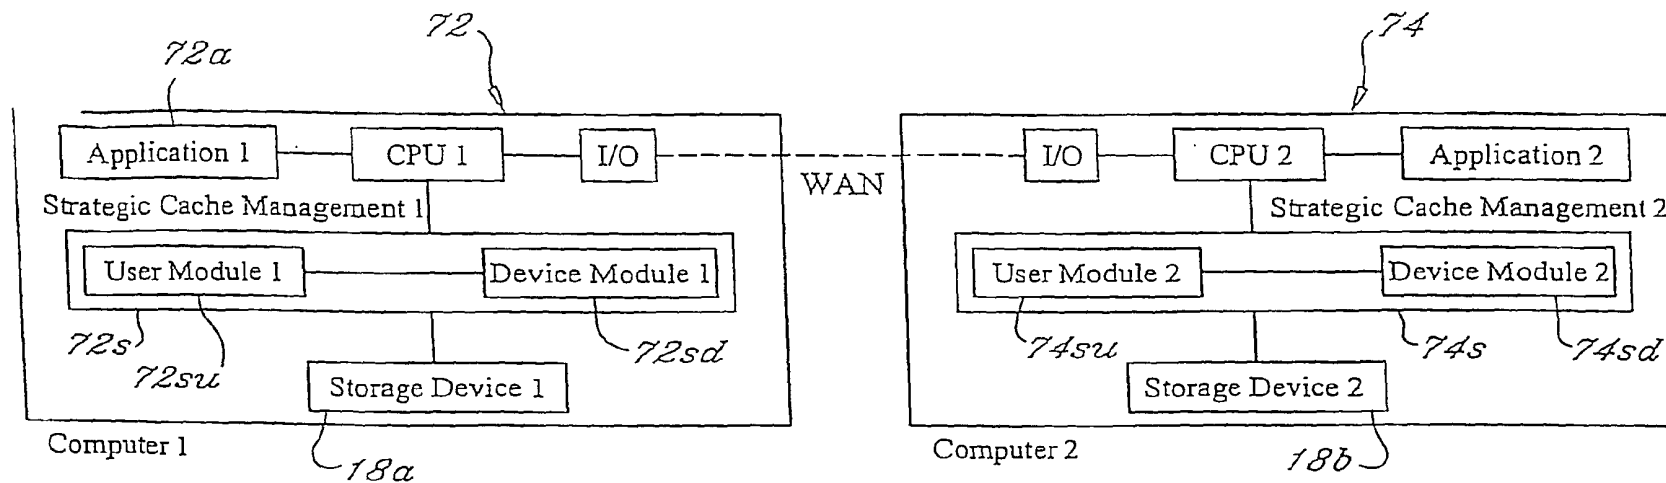 72 74
72a
Application 1 CPU 1 I/O I/O CPU 2 Application 2
WAN
Strategic Cache Management 1 Strategic Cache Management 2
User Module 1 Device Module 1 User Module 2 Device Module 2
72s 72su 72sd 74su 74s 74sd
Storage Device 1 Storage Device 2
Computer 1 18a Computer 2 18b